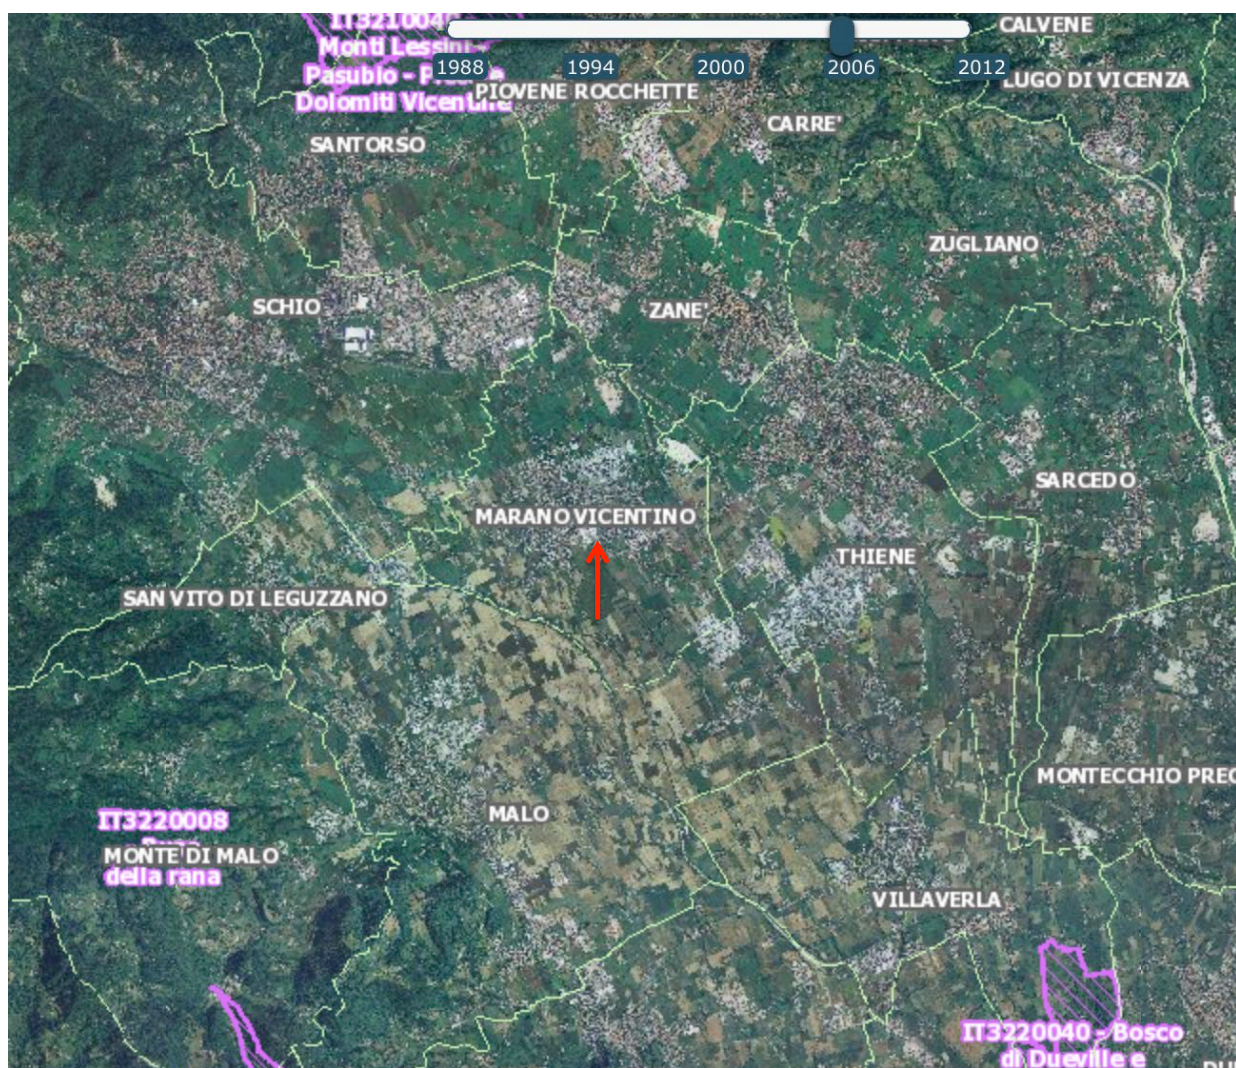 IT3210040
Monti Lessini -
Pasubio -
Dolomiti Vicentine
1988
1994
2000
2006
2012
CALVENE
LUGO DI VICENZA
PIOVENE ROCCHETTE
CARRE'
SANTORSO
ZUGLIANO
SCHIO
ZANE'
SARCEDO
MARANO VICENTINO
THIENE
SAN VITO DI LEGUZZANO
MONTECCHIO PREC
MALO
IT3220008
MONTE DI MALO
della rana
VILLAVERLA
IT3220040 - Bosco
di Dueville e